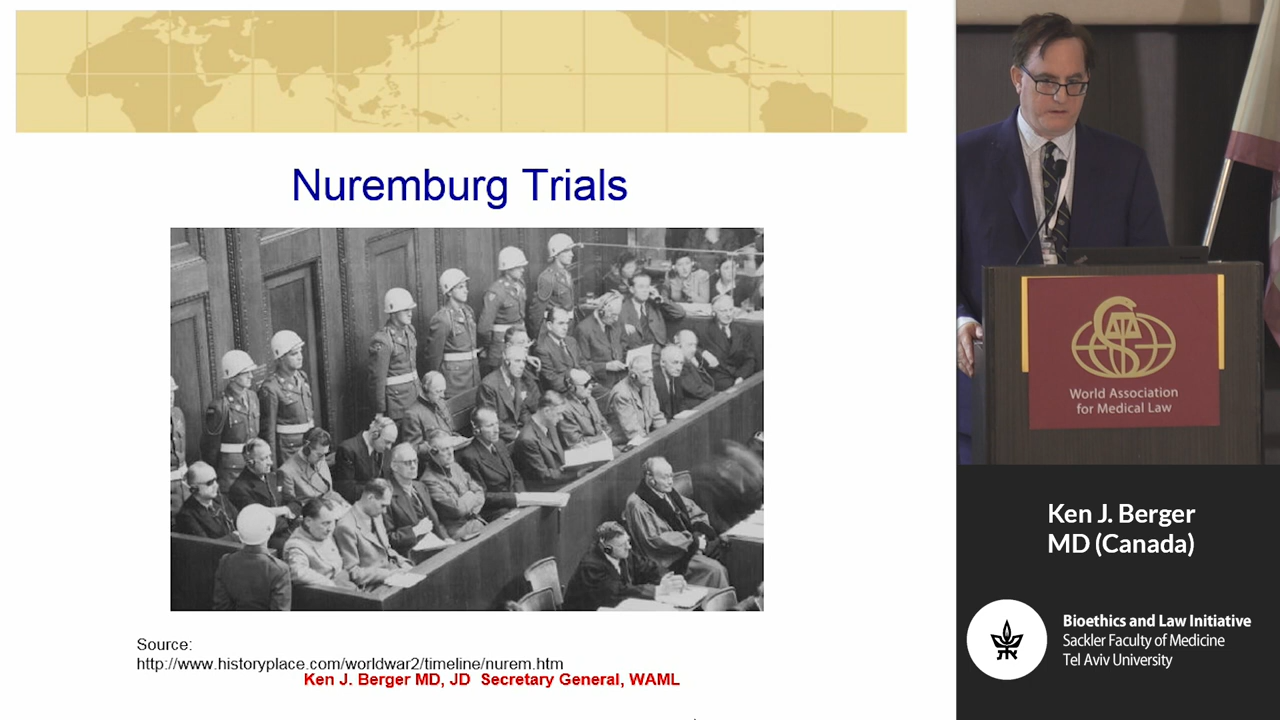 Nuremburg Trials
Source:
http://www.historyplace.com/worldwar2/timeline/nurem.htm
Ken J. Berger MD, JD Secretary General, WAML
World Association
for Medical Law
Ken J. Berger
MD (Canada)
Bioethics and Law Initiative
Sackler Faculty of Medicine
Tel Aviv University